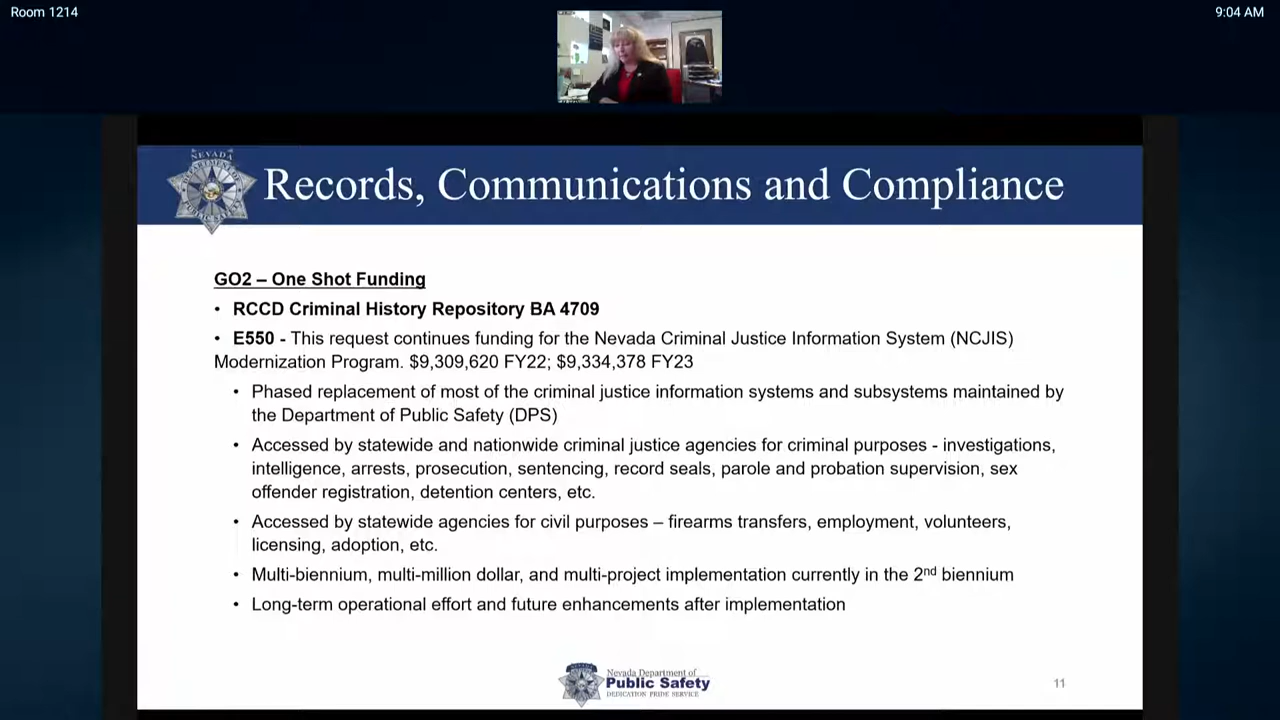 Room 1214
9:04 AM
NEVADA
Records, Communications and Compliance
GO2 – One Shot Funding
• RCCD Criminal History Repository BA 4709
• E550 - This request continues funding for the Nevada Criminal Justice Information System (NCJIS)
Modernization Program. $9,309,620 FY22; $9,334,378 FY23
• Phased replacement of most of the criminal justice information systems and subsystems maintained by
the Department of Public Safety (DPS)
• Accessed by statewide and nationwide criminal justice agencies for criminal purposes - investigations,
intelligence, arrests, prosecution, sentencing, record seals, parole and probation supervision, sex
offender registration, detention centers, etc.
• Accessed by statewide agencies for civil purposes – firearms transfers, employment, volunteers,
licensing, adoption, etc.
• Multi-biennium, multi-million dollar, and multi-project implementation currently in the 2nd biennium
• Long-term operational effort and future enhancements after implementation
Nevada Department of
Public Safety
DEDICATION PRIDE SERVICE
11